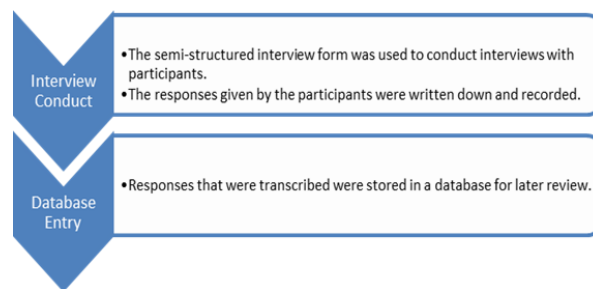 Interview
Conduct
•The semi-structured interview form was used to conduct interviews with
participants.
•The responses given by the participants were written down and recorded.
Database
Entry
•Responses that were transcribed were stored in a database for later review.